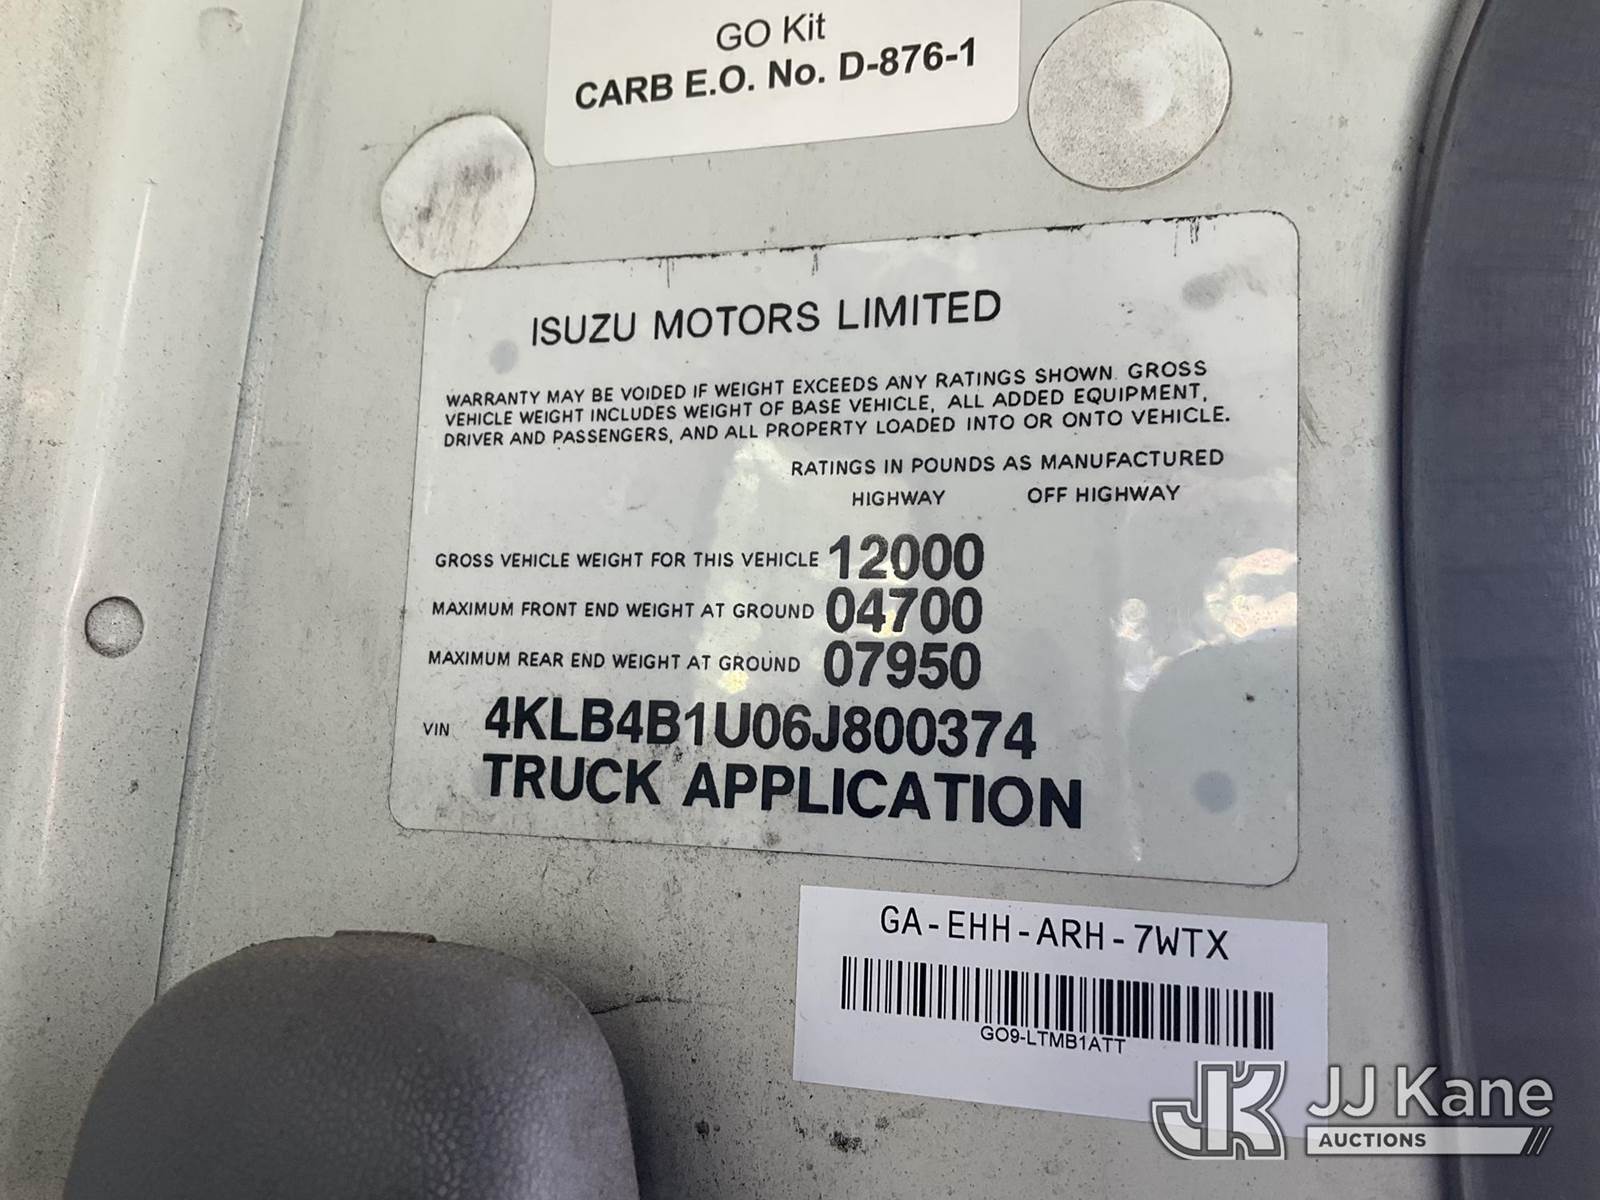 GO Kit
CARB E.O. No. D-876-1
ISUZU MOTORS LIMITED
WARRANTY MAY BE VOIDED IF WEIGHT EXCEEDS ANY RATINGS SHOWN. GROSS
VEHICLE WEIGHT INCLUDES WEIGHT OF BASE VEHICLE, ALL ADDED EQUIPMENT,
DRIVER AND PASSENGERS, AND ALL PROPERTY LOADED INTO OR ONTO VEHICLE.
RATINGS IN POUNDS AS MANUFACTURED
HIGHWAY OFF HIGHWAY
GROSS VEHICLE WEIGHT FOR THIS VEHICLE 12000
MAXIMUM FRONT END WEIGHT AT GROUND 04700
MAXIMUM REAR END WEIGHT AT GROUND 07950
VIN 4KLB4B1U06J800374
TRUCK APPLICATION
GA-EHH-ARH-7WTX
GO9-LTMB1ATT
JK JJ Kane
AUCTIONS